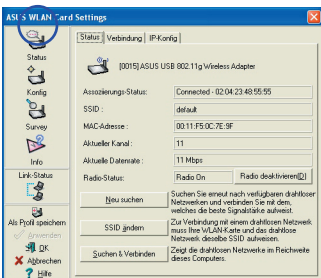 ASUS WLAN Card Settings
Status
Konfig
Survey
Info
Link-Status
Als Profil speichern
Anwenden
OK
Abbrechen
Hilfe
Status Verbindung IP-Konfig
[0015] ASUS USB 802.11g Wireless Adapter
Assoziierungs-Status: Connected - 02:04:23:48:55:55
SSID : default
MAC-Adresse : 00:11:F5:0C:7E:9F
Aktueller Kanal : 11
Aktuelle Datenrate : 11 Mbps
Radio-Status: Radio On Radio deaktivieren(D)
Neu suchen
Suchen Sie erneut nach verfügbaren drahtloser
Netzwerken und verbinden Sie mit dem,
welches die beste Signalstärke aufweist.
SSID ändern
Zur Verbindung mit einem drahtlosen Netzwerk
muss Ihre WLAN-Karte und das drahtlose
Netzwerk dieselbe SSID aufweisen.
Suchen & Verbinden
Zeigt die drahtlosen Netzwerke im Reichweite
dieses Computers.